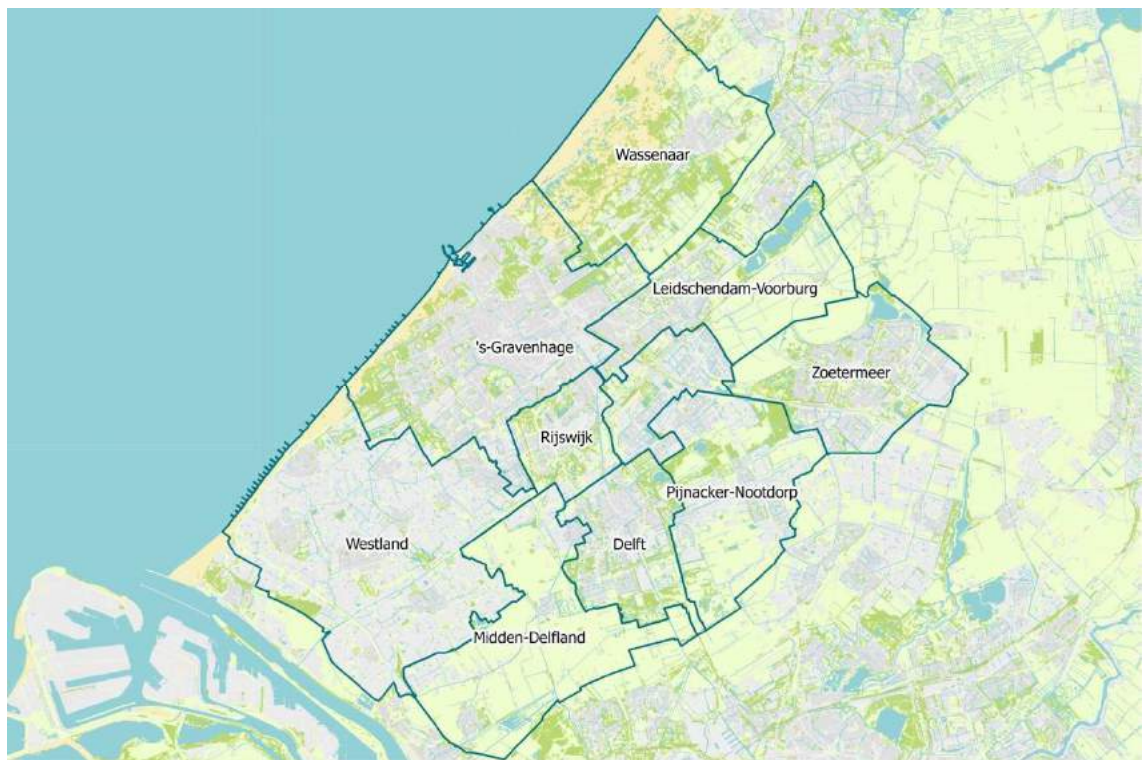 Wassenaar
Leidschendam-Voorburg
's-Gravenhage
Zoetermeer
Rijswijk
Pijnacker-Nootdorp
Westland
Delft
Midden-Delfland